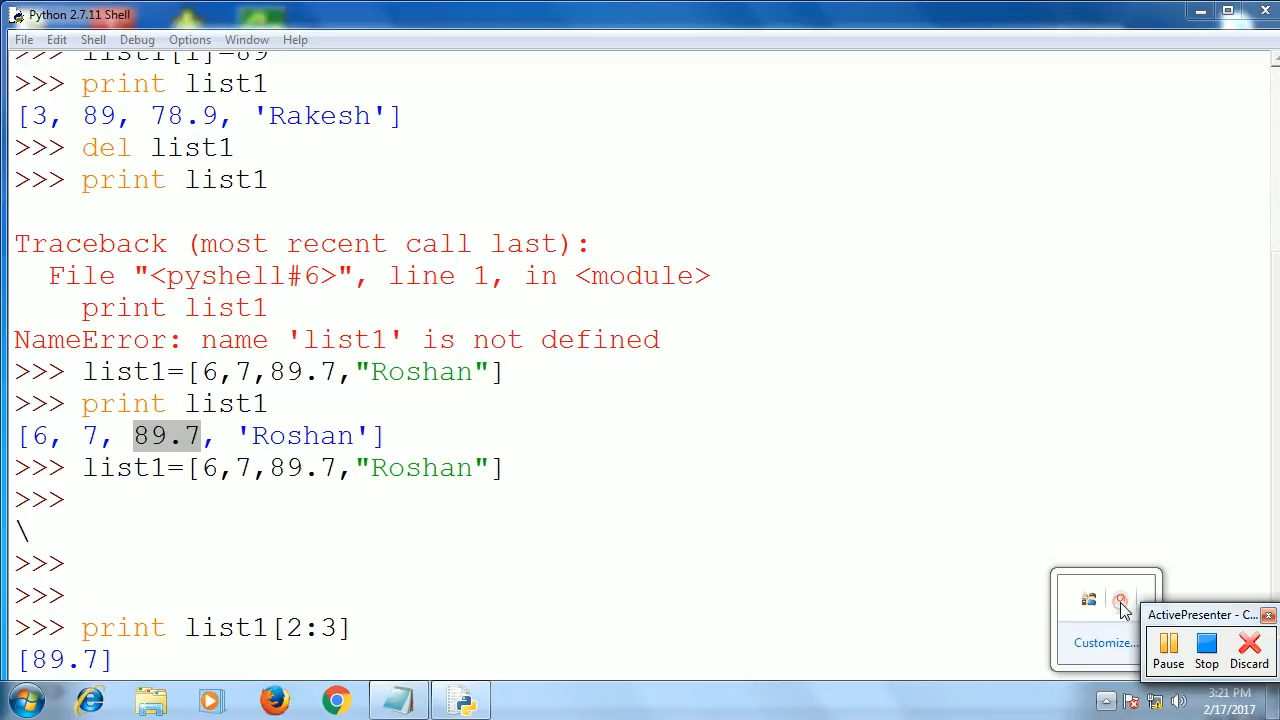 Python 2.7.11 Shell
File Edit Shell Debug Options Window Help
>>> list1[1]=89
>>> print list1
[3, 89, 78.9, 'Rakesh']
>>> del list1
>>> print list1
Traceback (most recent call last):
  File "<pyshell#6>", line 1, in <module>
    print list1
NameError: name 'list1' is not defined
>>> list1=[6,7,89.7,"Roshan"]
>>> print list1
[6, 7, 89.7, 'Roshan']
>>> list1=[6,7,89.7,"Roshan"]
>>>
\
>>>
>>>
>>> print list1[2:3]
[89.7]
Customize...
ActivePresenter - C...
Pause Stop Discard
3:21 PM
2/17/2017